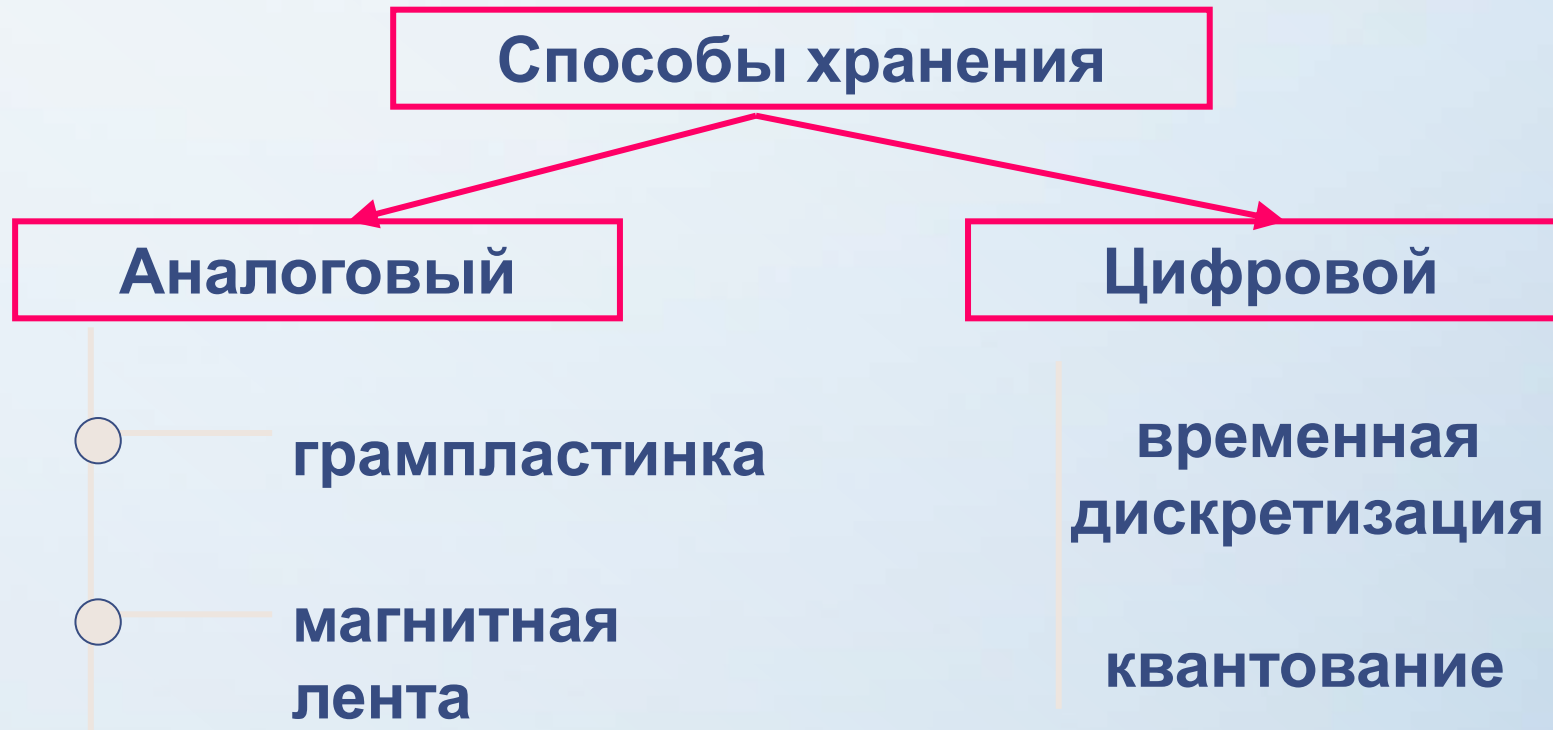 Способы хранения
Аналоговый
Цифровой
грампластинка
магнитная
лента
временная
дискретизация
квантование